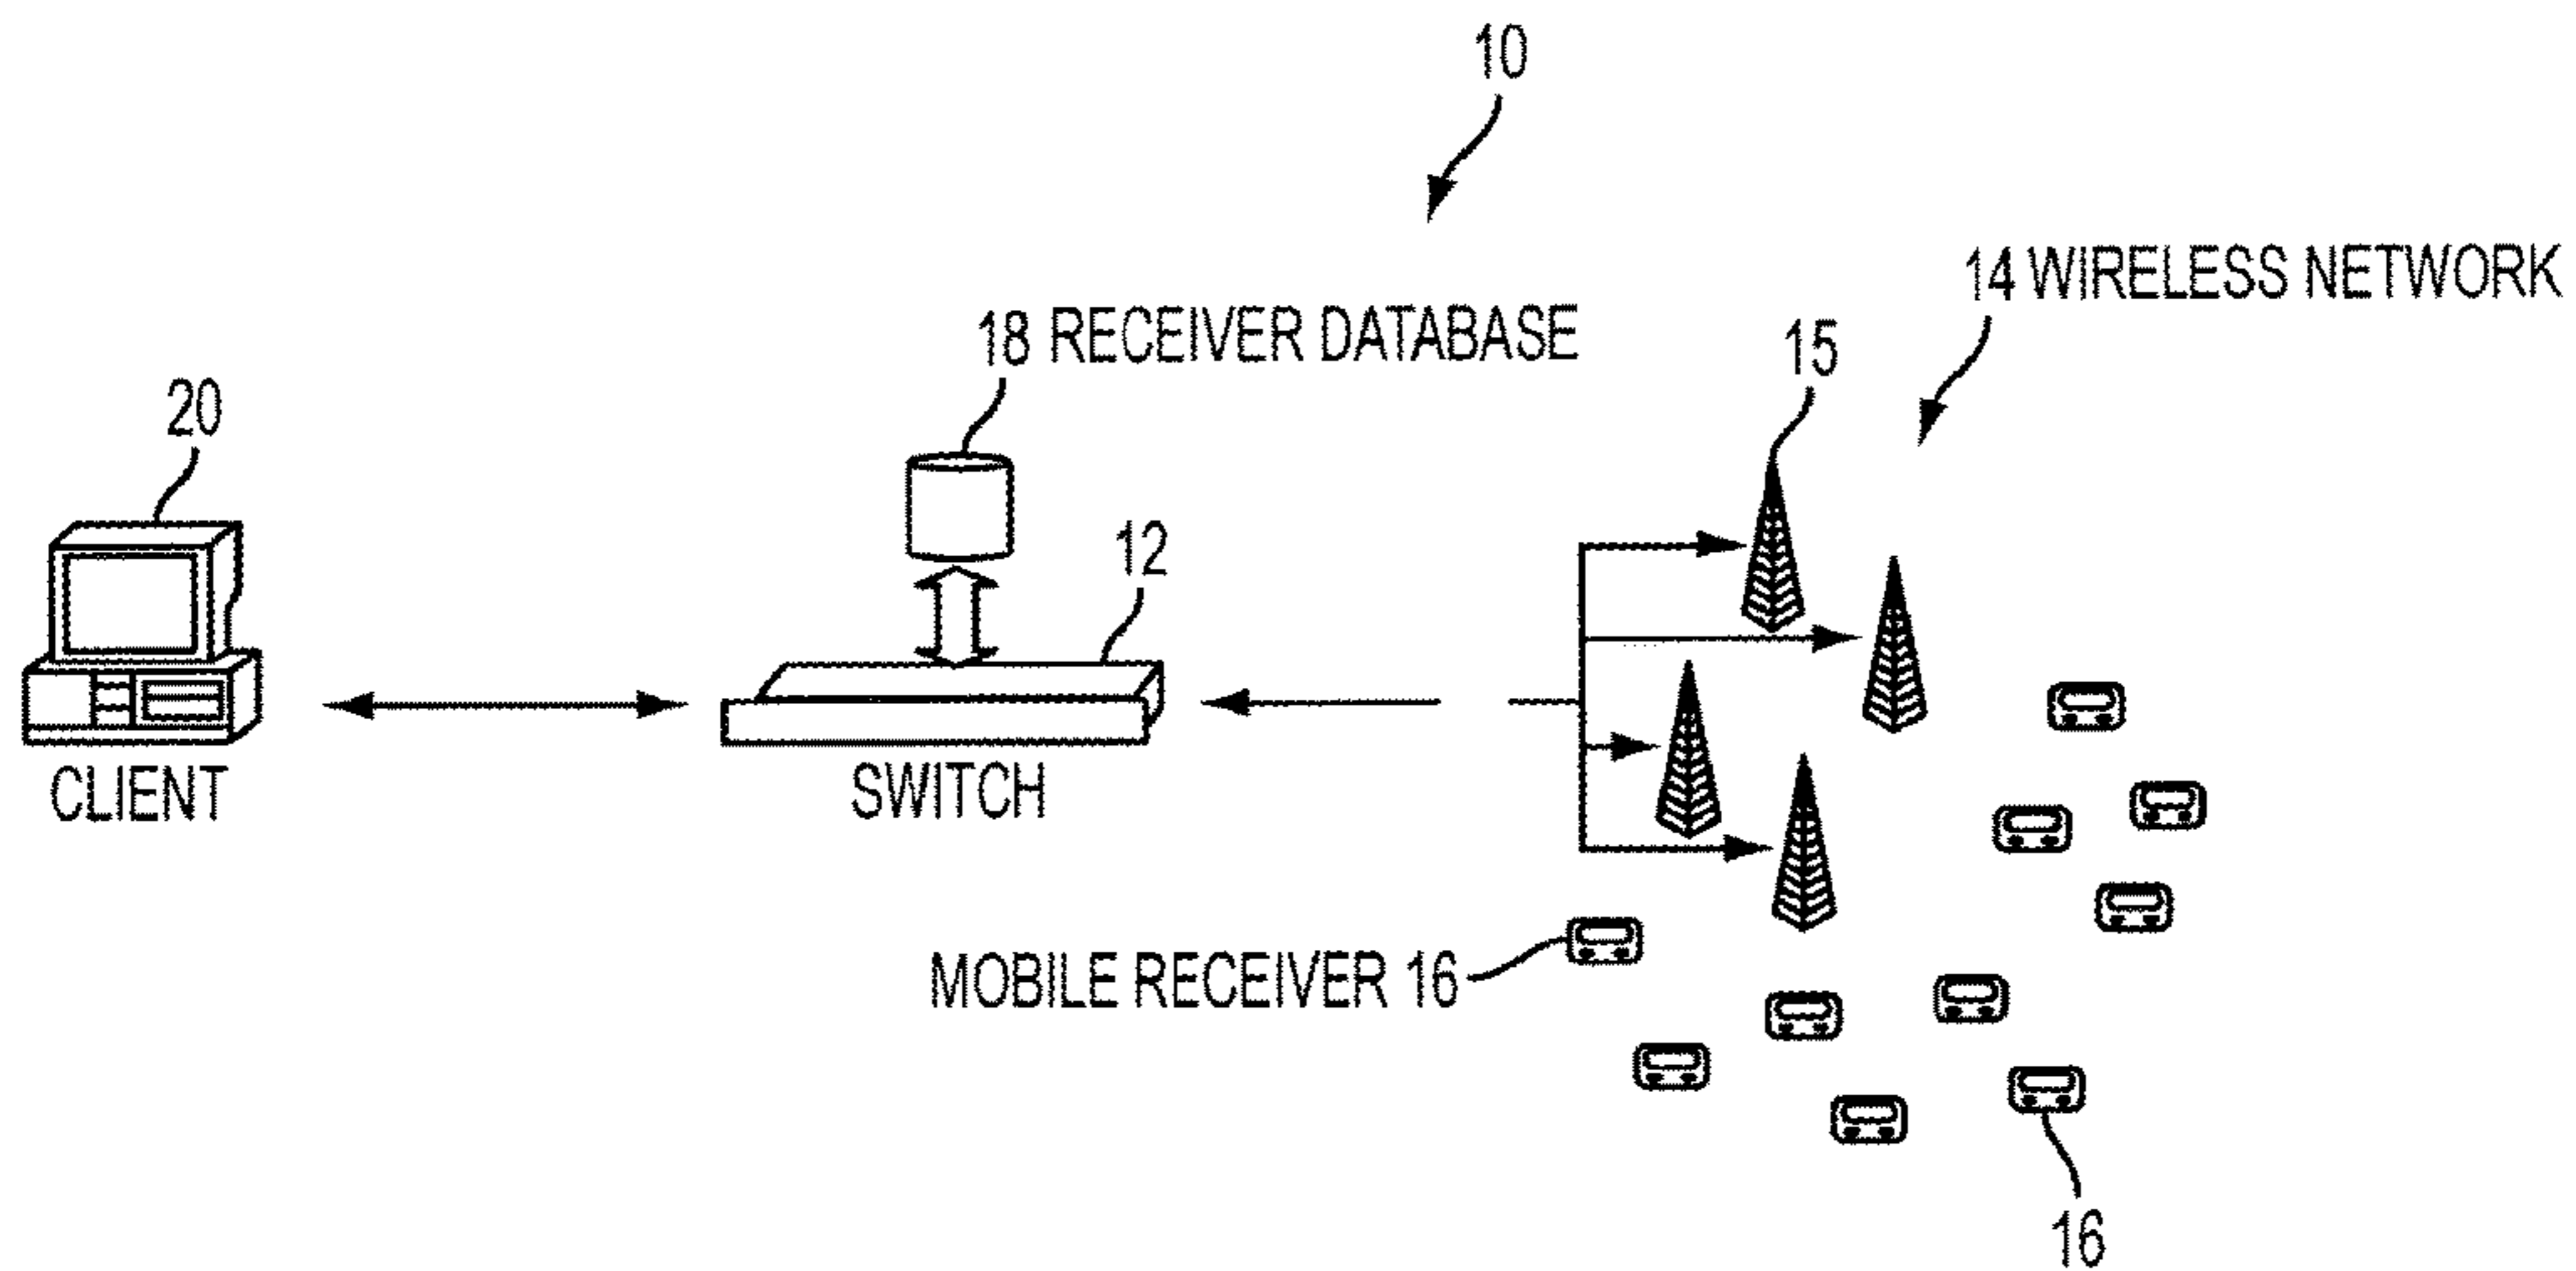 10
14 WIRELESS NETWORK
18 RECEIVER DATABASE
15
20
12
CLIENT
SWITCH
MOBILE RECEIVER 16
16